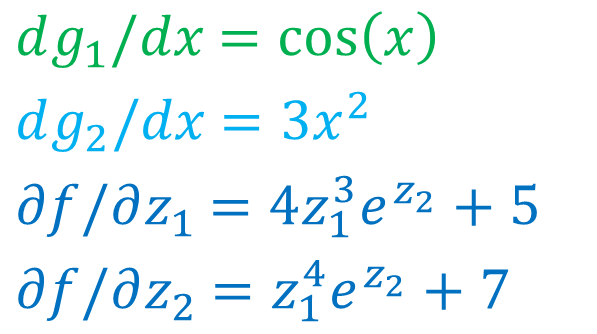 dg₁/dx = cos(x)
dg₂/dx = 3x²
∂f/∂z₁ = 4z₁³e^{z₂} + 5
∂f/∂z₂ = z₁⁴e^{z₂} + 7